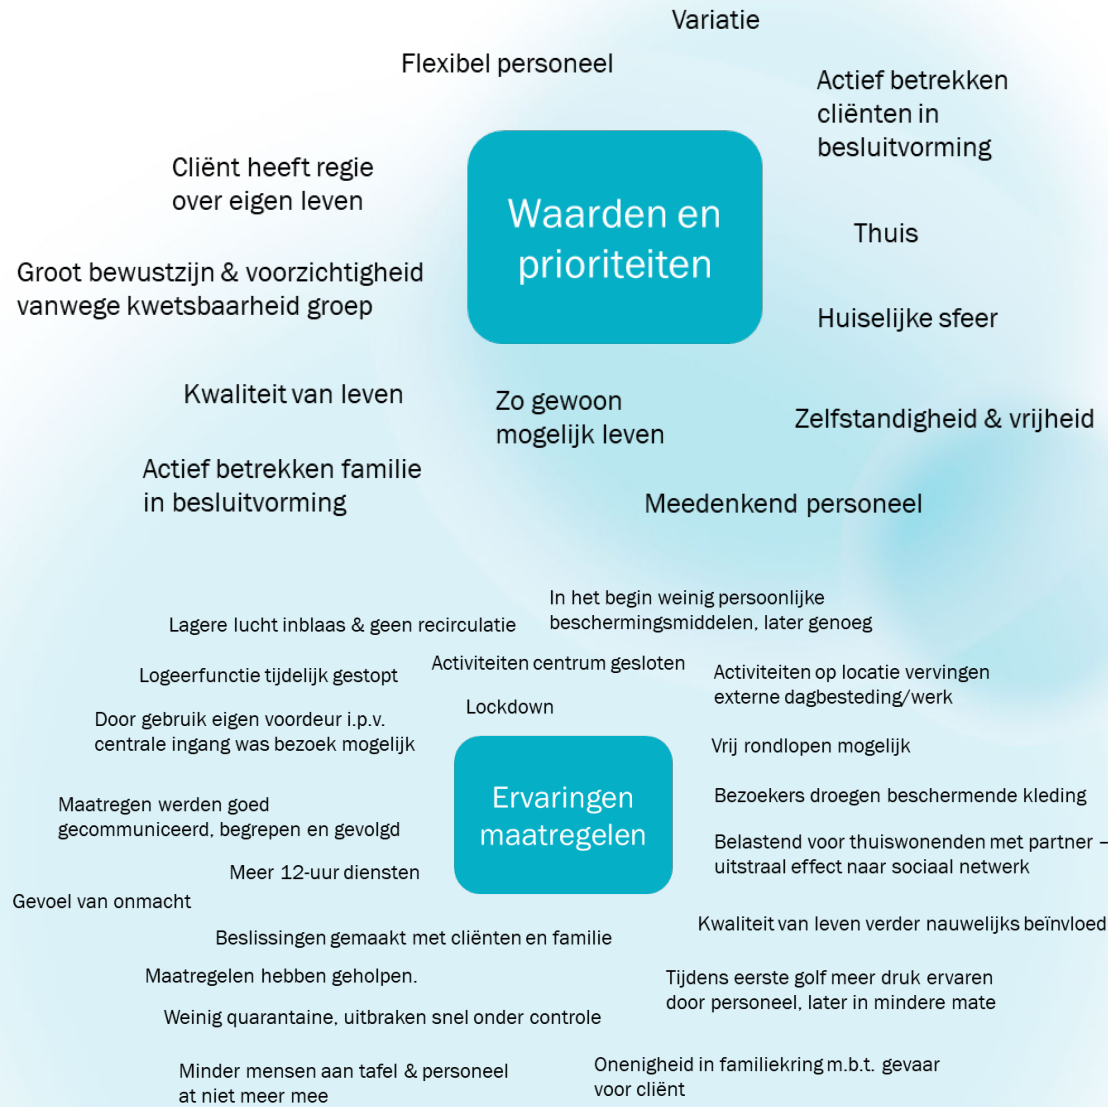 Variatie
Flexibel personeel
Actief betrekken
cliënten in
besluitvorming
Cliënt heeft regie
over eigen leven
Waarden en
prioriteiten
Thuis
Groot bewustzijn & voorzichtigheid
vanwege kwetsbaarheid groep
Huiselijke sfeer
Kwaliteit van leven
Zo gewoon
mogelijk leven
Zelfstandigheid & vrijheid
Actief betrekken familie
in besluitvorming
Meedenkend personeel
In het begin weinig persoonlijke
beschermingsmiddelen, later genoeg
Lagere lucht inblaas & geen recirculatie
Activiteiten centrum gesloten
Logeerfunctie tijdelijk gestopt
Activiteiten op locatie vervingen
externe dagbesteding/werk
Lockdown
Door gebruik eigen voordeur i.p.v.
centrale ingang was bezoek mogelijk
Vrij rondlopen mogelijk
Ervaringen
maatregelen
Bezoekers droegen beschermende kleding
Maatregen werden goed
gecommuniceerd, begrepen en gevolgd
Belastend voor thuiswonenden met partner –
uitstraal effect naar sociaal netwerk
Meer 12-uur diensten
Gevoel van onmacht
Kwaliteit van leven verder nauwelijks beïnvloed
Beslissingen gemaakt met cliënten en familie
Maatregelen hebben geholpen.
Tijdens eerste golf meer druk ervaren
door personeel, later in mindere mate
Weinig quarantaine, uitbraken snel onder controle
Minder mensen aan tafel & personeel
at niet meer mee
Onenigheid in familiekring m.b.t. gevaar
voor cliënt